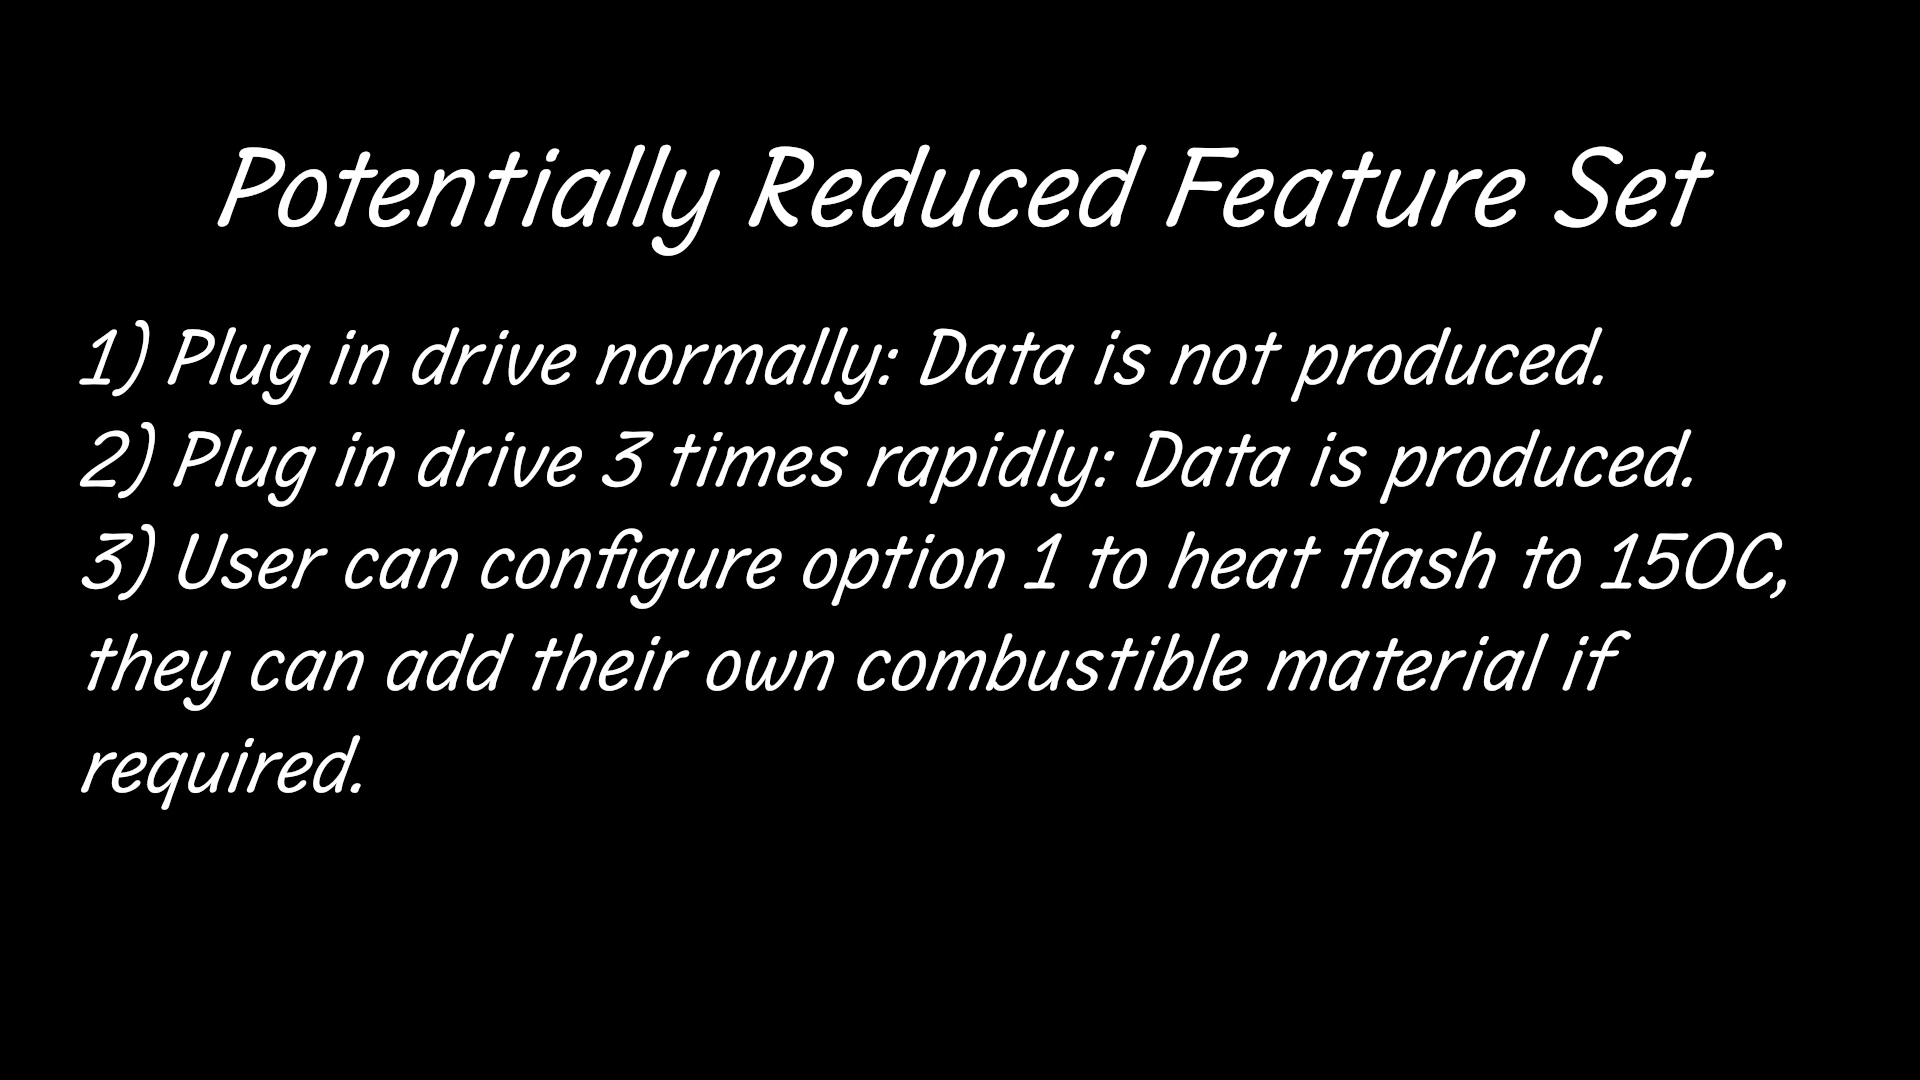 Potentially Reduced Feature Set
1) Plug in drive normally: Data is not produced.
2) Plug in drive 3 times rapidly: Data is produced.
3) User can configure option 1 to heat flash to 150C,
they can add their own combustible material if
required.